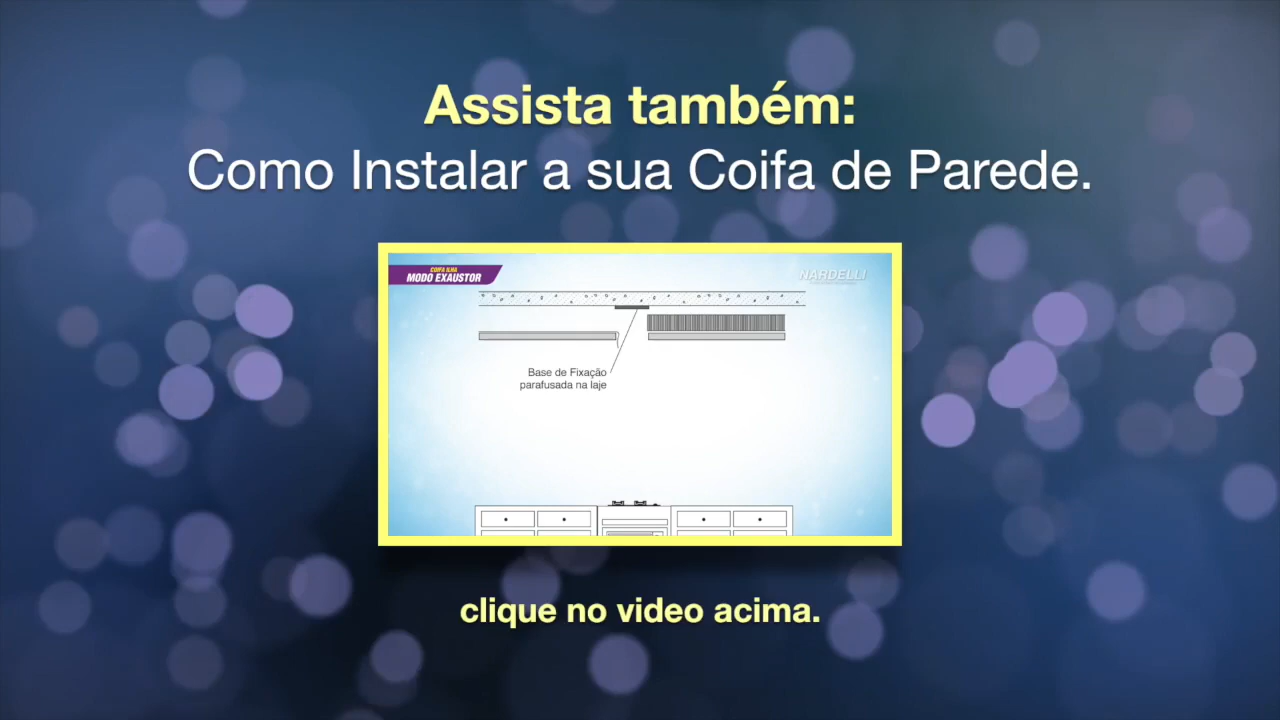 Assista também:
Como Instalar a sua Coifa de Parede.
COIFA ILHA
MODO EXAUSTOR
NARDELLI
Base de Fixação
parafusada na laje
clique no video acima.